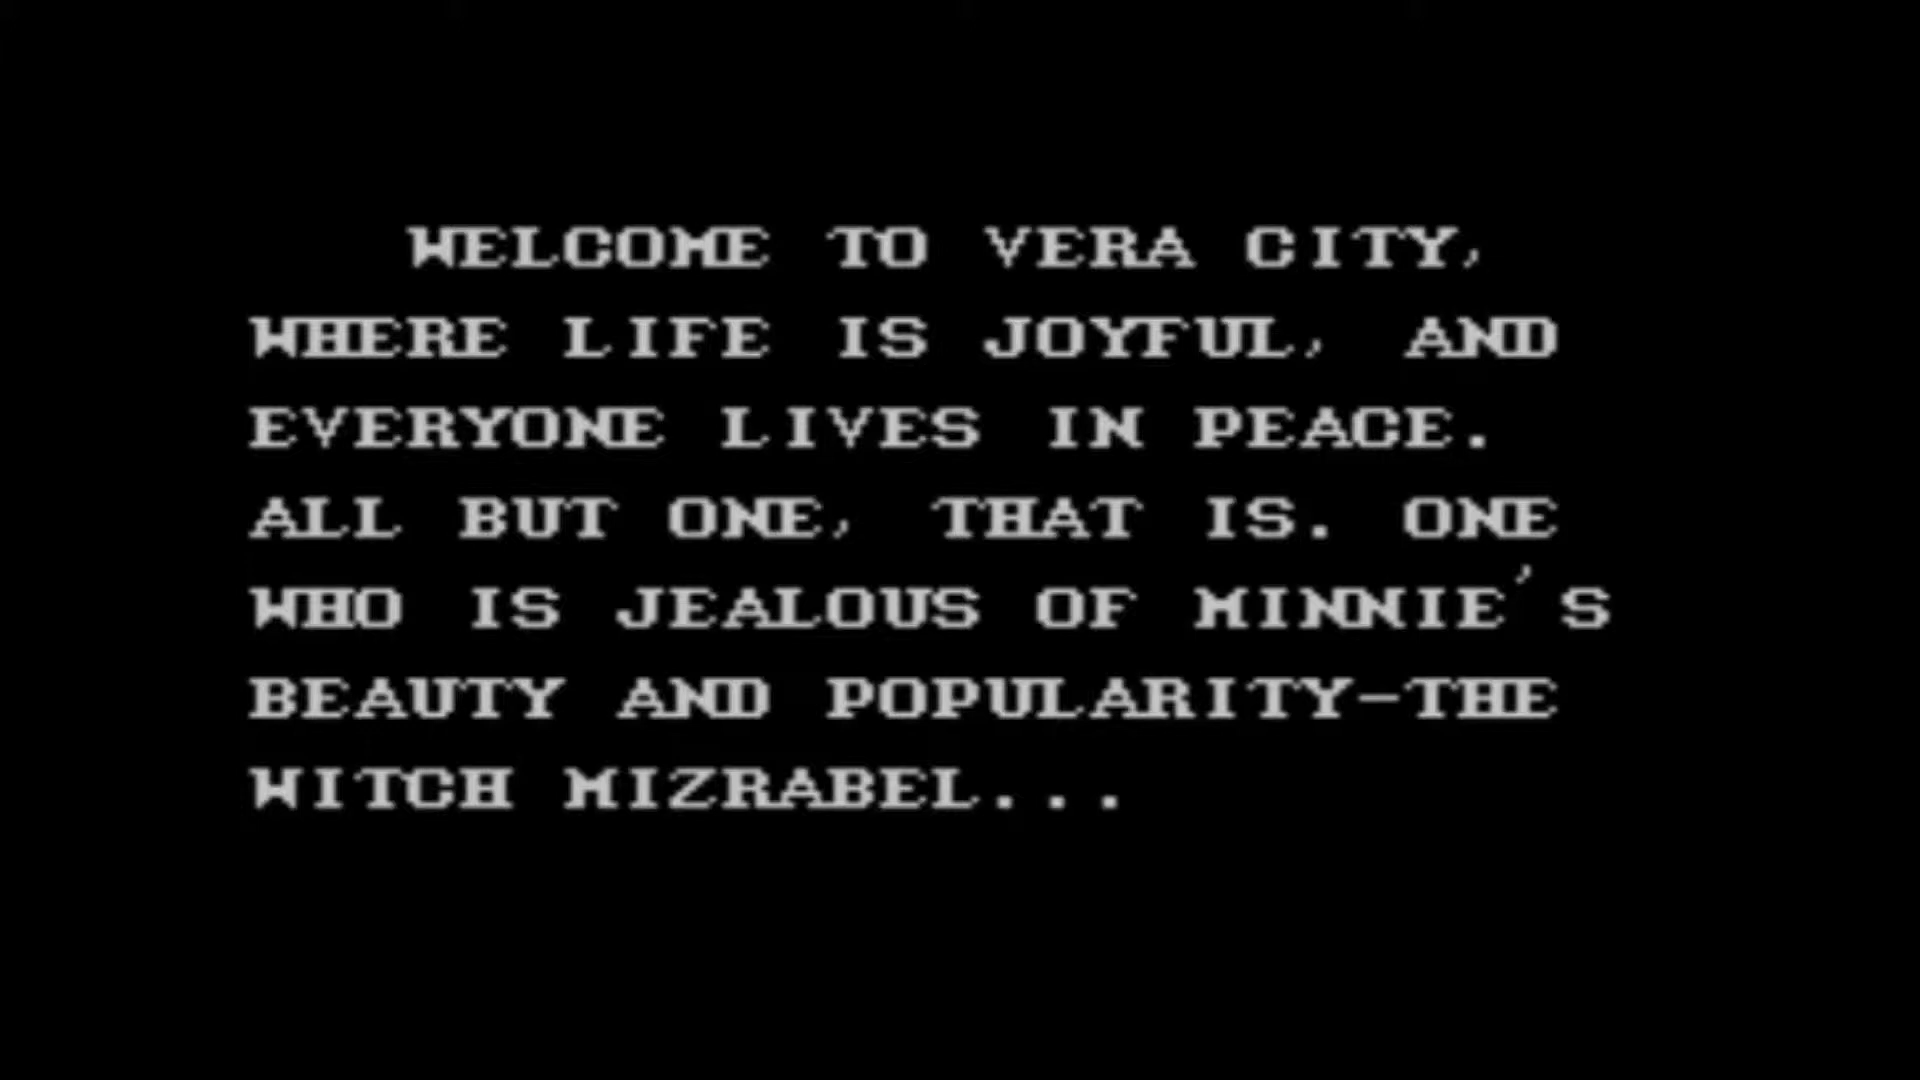 WELCOME TO VERA CITY,
WHERE LIFE IS JOYFUL, AND
EVERYONE LIVES IN PEACE.
ALL BUT ONE, THAT IS. ONE
WHO IS JEALOUS OF MINNIE'S
BEAUTY AND POPULARITY-THE
WITCH MIZRABEL...